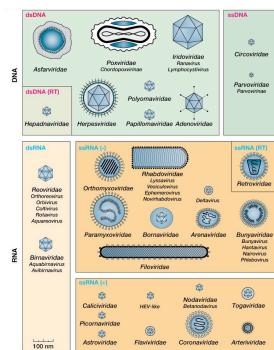 dsDNA
ssDNA
Asfarviridae
Poxviridae
Chordopoxvirinae
Iridoviridae
Ranavirus
Lymphocystivirus
Circoviridae
Parvoviridae
Parvovirinae
DNA
dsDNA (RT)
Hepadnaviridae
Herpesviridae
Polyomaviridae
Papillomaviridae
Adenoviridae
dsRNA
Reoviridae
Orthoreovirus
Orbivirus
Coltivirus
Rotavirus
Aquareovirus
Birnaviridae
Aquabirnavirus
Avibirnavirus
RNA
ssRNA (-)
Orthomyxoviridae
Rhabdoviridae
Lyssavirus
Vesiculovirus
Ephemerovirus
Novirhabdovirus
Deltavirus
ssRNA (RT)
Retroviridae
Paramyxoviridae
Bornaviridae
Arenaviridae
Bunyaviridae
Bunyavirus
Hantavirus
Nairovirus
Phlebovirus
Filoviridae
ssRNA (+)
Caliciviridae
HEV-like
Nodaviridae
Betanodavirus
Togaviridae
Picornaviridae
Astroviridae
Flaviviridae
Coronaviridae
Arteriviridae
100 nm